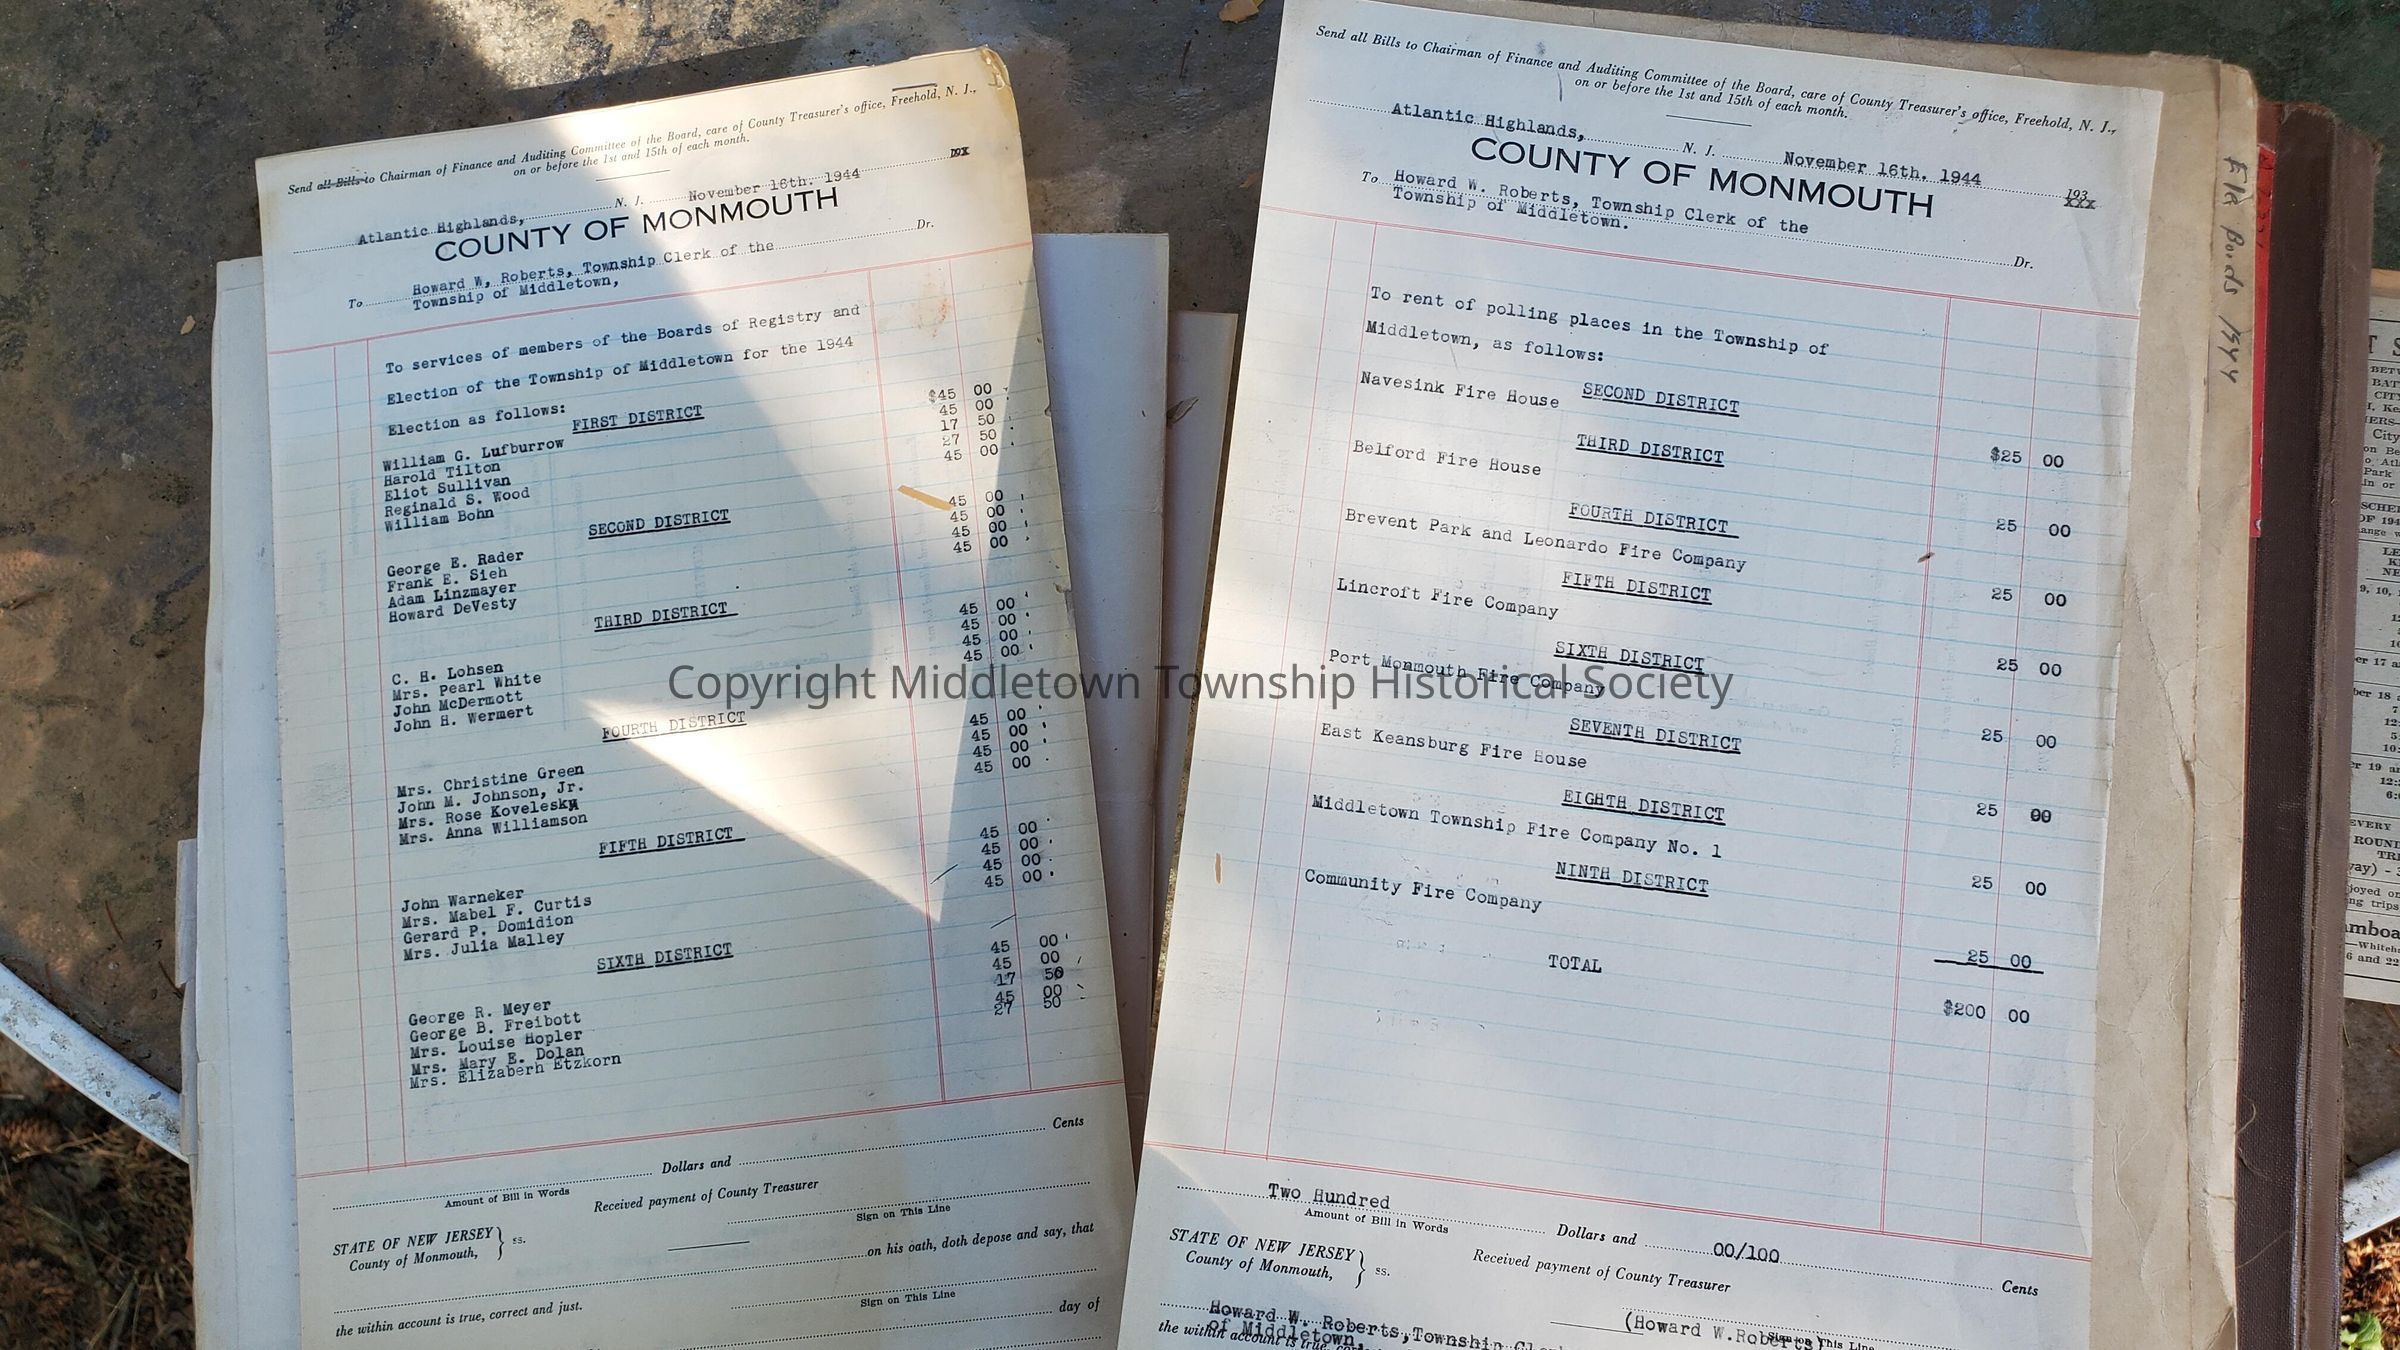 Send all Bills to Chairman of Finance and Auditing Committee of the Board, care of County Treasurer's office, Freehold, N. J.,
on or before the 1st and 15th of each month.
Atlantic Highlands, N. J. November 16th. 1944
COUNTY OF MONMOUTH
To Howard W. Roberts, Township Clerk of the Dr.
Township of Middletown,
To services of members of the Boards of Registry and
Election of the Township of Middletown for the 1944
Election as follows:
FIRST DISTRICT
William G. Lufburrow $45 00
Harold Tilton 45 00
Eliot Sullivan 17 50
Reginald S. Wood 27 50
William Bohn 45 00
SECOND DISTRICT
George E. Rader 45 00
Frank E. Sieh 45 00
Adam Linzmayer 45 00
Howard DeVesty 45 00
THIRD DISTRICT
C. H. Lohsen 45 00
Mrs. Pearl White 45 00
John McDermott 45 00
John H. Wermert 45 00
FOURTH DISTRICT
Mrs. Christine Green 45 00
John M. Johnson, Jr. 45 00
Mrs. Rose Kovelesky 45 00
Mrs. Anna Williamson 45 00
FIFTH DISTRICT
John Warneker 45 00
Mrs. Mabel F. Curtis 45 00
Gerard P. Domidion 45 00
Mrs. Julia Malley 45 00
SIXTH DISTRICT
George R. Meyer 45 00
George B. Freibott 45 00
Mrs. Louise Hopler 17 50
Mrs. Mary E. Dolan 45 00
Mrs. Elizabern Etzkorn 27 50
Dollars and Cents
Amount of Bill in Words
Received payment of County Treasurer
Sign on This Line
STATE OF NEW JERSEY
County of Monmouth, } ss.
on his oath, doth depose and say, that
Sign on This Line
the within account is true, correct and just.
day of
Send all Bills to Chairman of Finance and Auditing Committee of the Board, care of County Treasurer's office, Freehold, N. J.,
on or before the 1st and 15th of each month.
Atlantic Highlands, N. J. November 16th. 1944 193
xxx
COUNTY OF MONMOUTH
To Howard W. Roberts, Township Clerk of the
Township of Middletown. Dr.
To rent of polling places in the Township of
Middletown, as follows:
SECOND DISTRICT
Navesink Fire House $25 00
THIRD DISTRICT
Belford Fire House 25 00
FOURTH DISTRICT
Brevent Park and Leonardo Fire Company 25 00
FIFTH DISTRICT
Lincroft Fire Company 25 00
SIXTH DISTRICT
Port Monmouth Fire Company 25 00
SEVENTH DISTRICT
East Keansburg Fire House 25 00
EIGHTH DISTRICT
Middletown Township Fire Company No. 1 25 00
NINTH DISTRICT
Community Fire Company 25 00
TOTAL $200 00
Two Hundred Dollars and 00/100 Cents
Amount of Bill in Words
Received payment of County Treasurer
STATE OF NEW JERSEY
County of Monmouth, } ss.
(Howard W.Roberts)
Sign on This Line
Howard W. Roberts, Township
of Middletown,
the within account is true,
1944
Copyright Middletown Township Historical Society